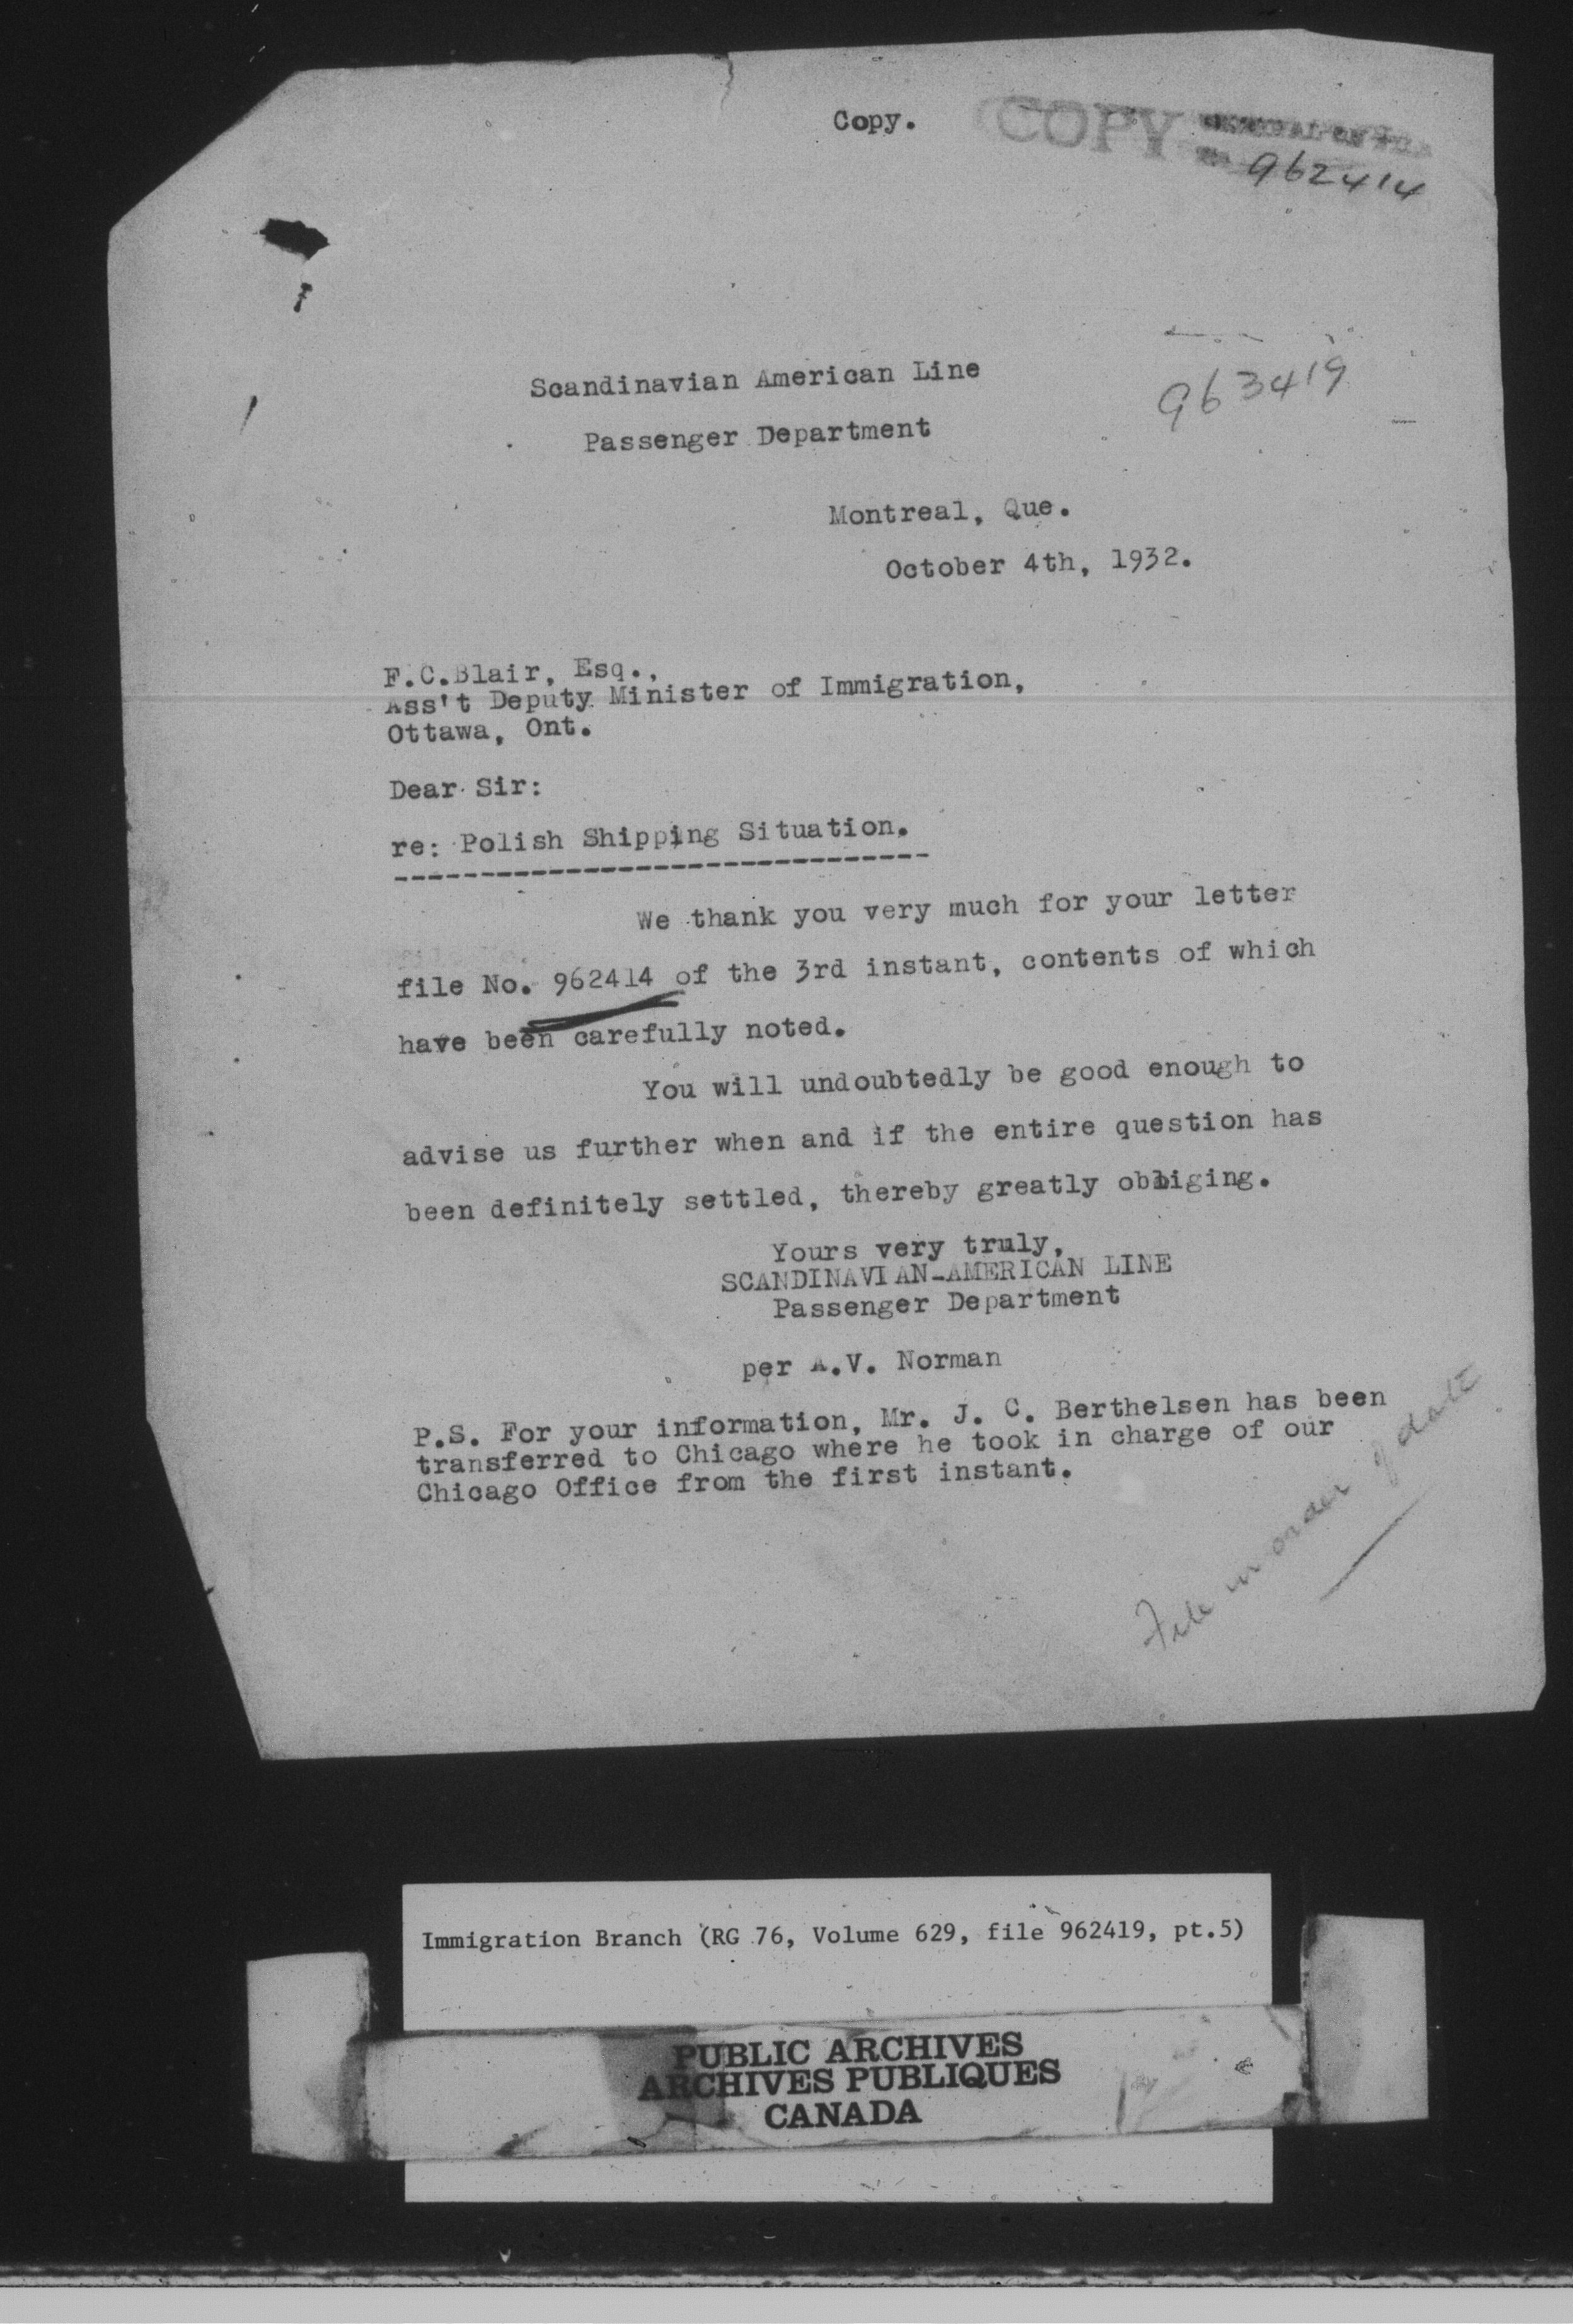 Copy.
COPY
962414
963419
Scandinavian American Line
Passenger Department
Montreal, Que.
October 4th, 1932.
F.C.Blair, Esq.,
Ass't Deputy Minister of Immigration,
Ottawa, Ont.
Dear Sir:
re: Polish Shipping Situation.
We thank you very much for your letter
file No. 962414 of the 3rd instant, contents of which
have been carefully noted.
You will undoubtedly be good enough to
advise us further when and if the entire question has
been definitely settled, thereby greatly obliging.
Yours very truly,
SCANDINAVIAN-AMERICAN LINE
Passenger Department
per A.V. Norman
P.S. For your information, Mr. J. C. Berthelsen has been
transferred to Chicago where he took in charge of our
Chicago Office from the first instant.
File in order of date
Immigration Branch (RG 76, Volume 629, file 962419, pt.5)
PUBLIC ARCHIVES
ARCHIVES PUBLIQUES
CANADA